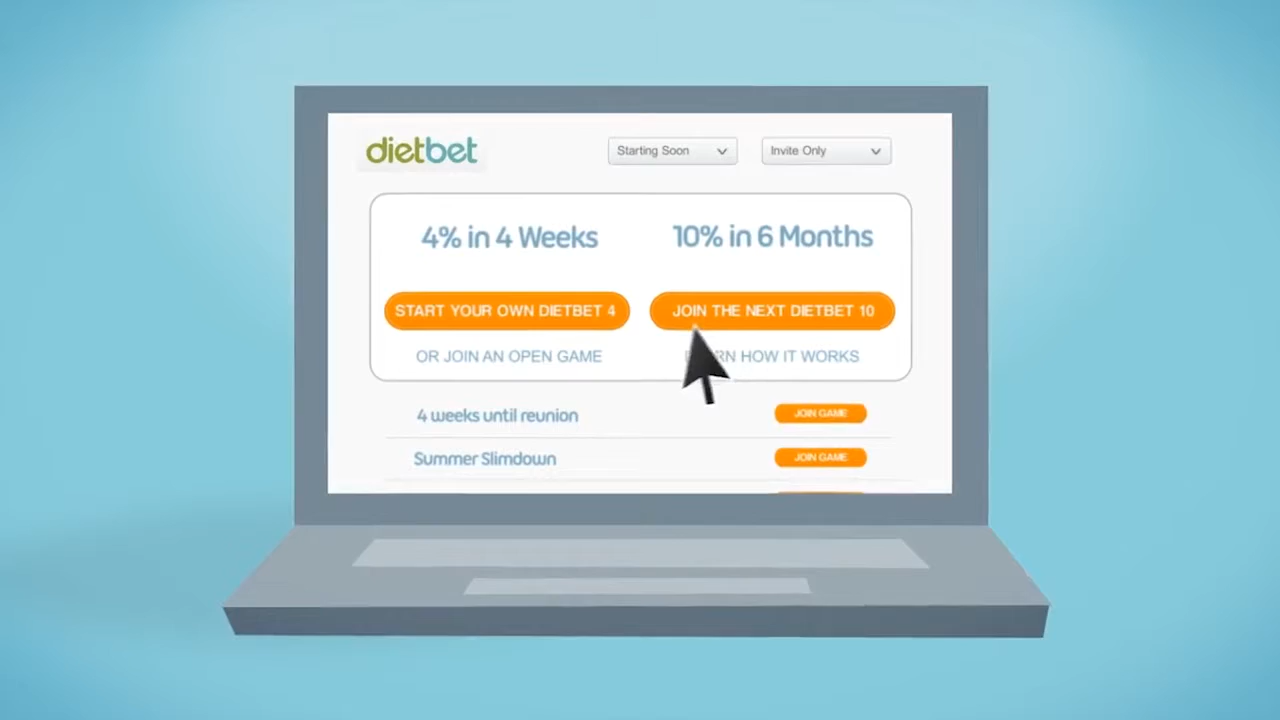 dietbet
Starting Soon
Invite Only
4% in 4 Weeks
10% in 6 Months
START YOUR OWN DIETBET 4
JOIN THE NEXT DIETBET 10
OR JOIN AN OPEN GAME
HOW IT WORKS
4 weeks until reunion
JOIN GAME
Summer Slimdown
JOIN GAME